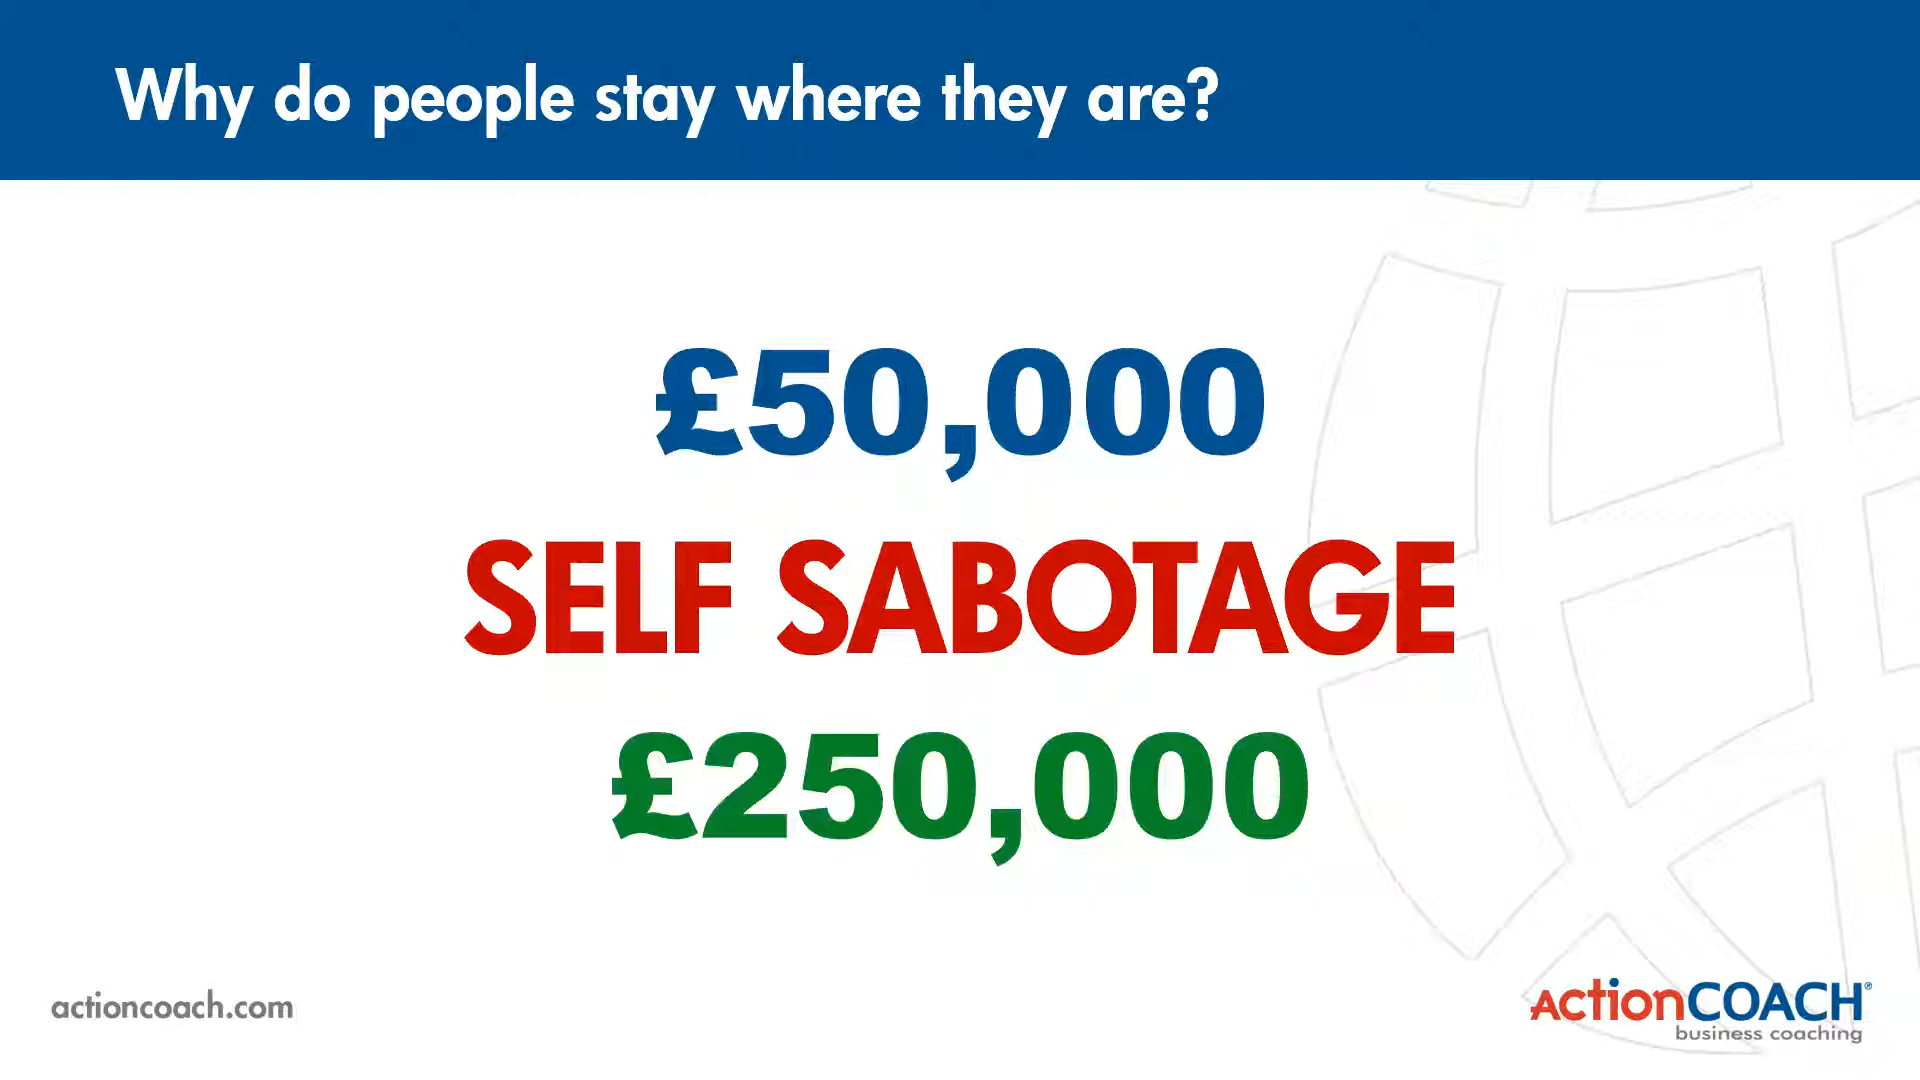 Why do people stay where they are?
£50,000
SELF SABOTAGE
£250,000
actioncoach.com
ActionCOACH®
business coaching